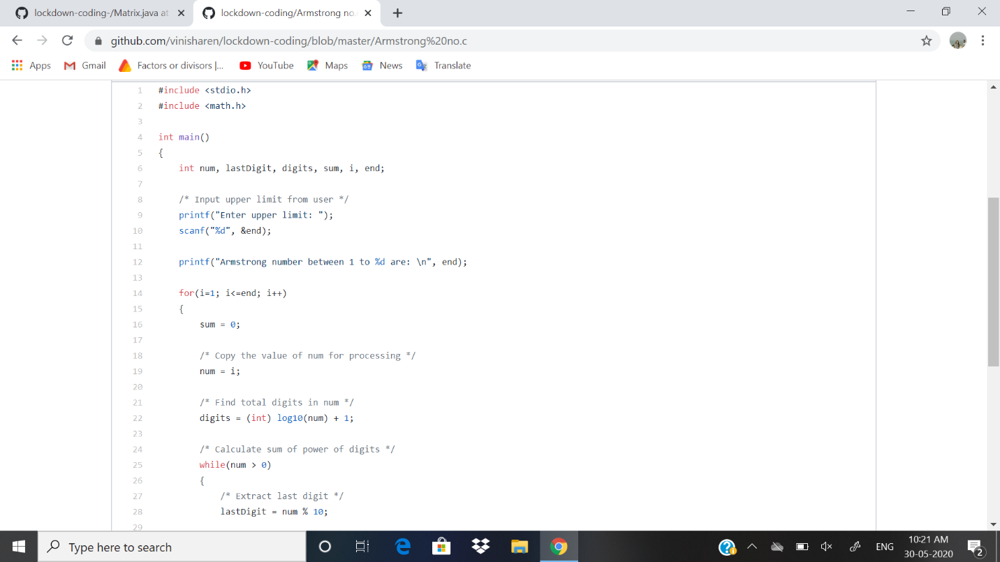 lockdown-coding-/Matrix.java at
lockdown-coding/Armstrong no.
github.com/vinisharen/lockdown-coding/blob/master/Armstrong%20no.c
Apps Gmail Factors or divisors |... YouTube Maps News Translate
1 #include <stdio.h>
2 #include <math.h>
3
4 int main()
5 {
6 int num, lastDigit, digits, sum, i, end;
7
8 /* Input upper limit from user */
9 printf("Enter upper limit: ");
10 scanf("%d", &end);
11
12 printf("Armstrong number between 1 to %d are: \n", end);
13
14 for(i=1; i<=end; i++)
15 {
16 sum = 0;
17
18 /* Copy the value of num for processing */
19 num = i;
20
21 /* Find total digits in num */
22 digits = (int) log10(num) + 1;
23
24 /* Calculate sum of power of digits */
25 while(num > 0)
26 {
27 /* Extract last digit */
28 lastDigit = num % 10;
29
Type here to search
ENG
10:21 AM
30-05-2020
2